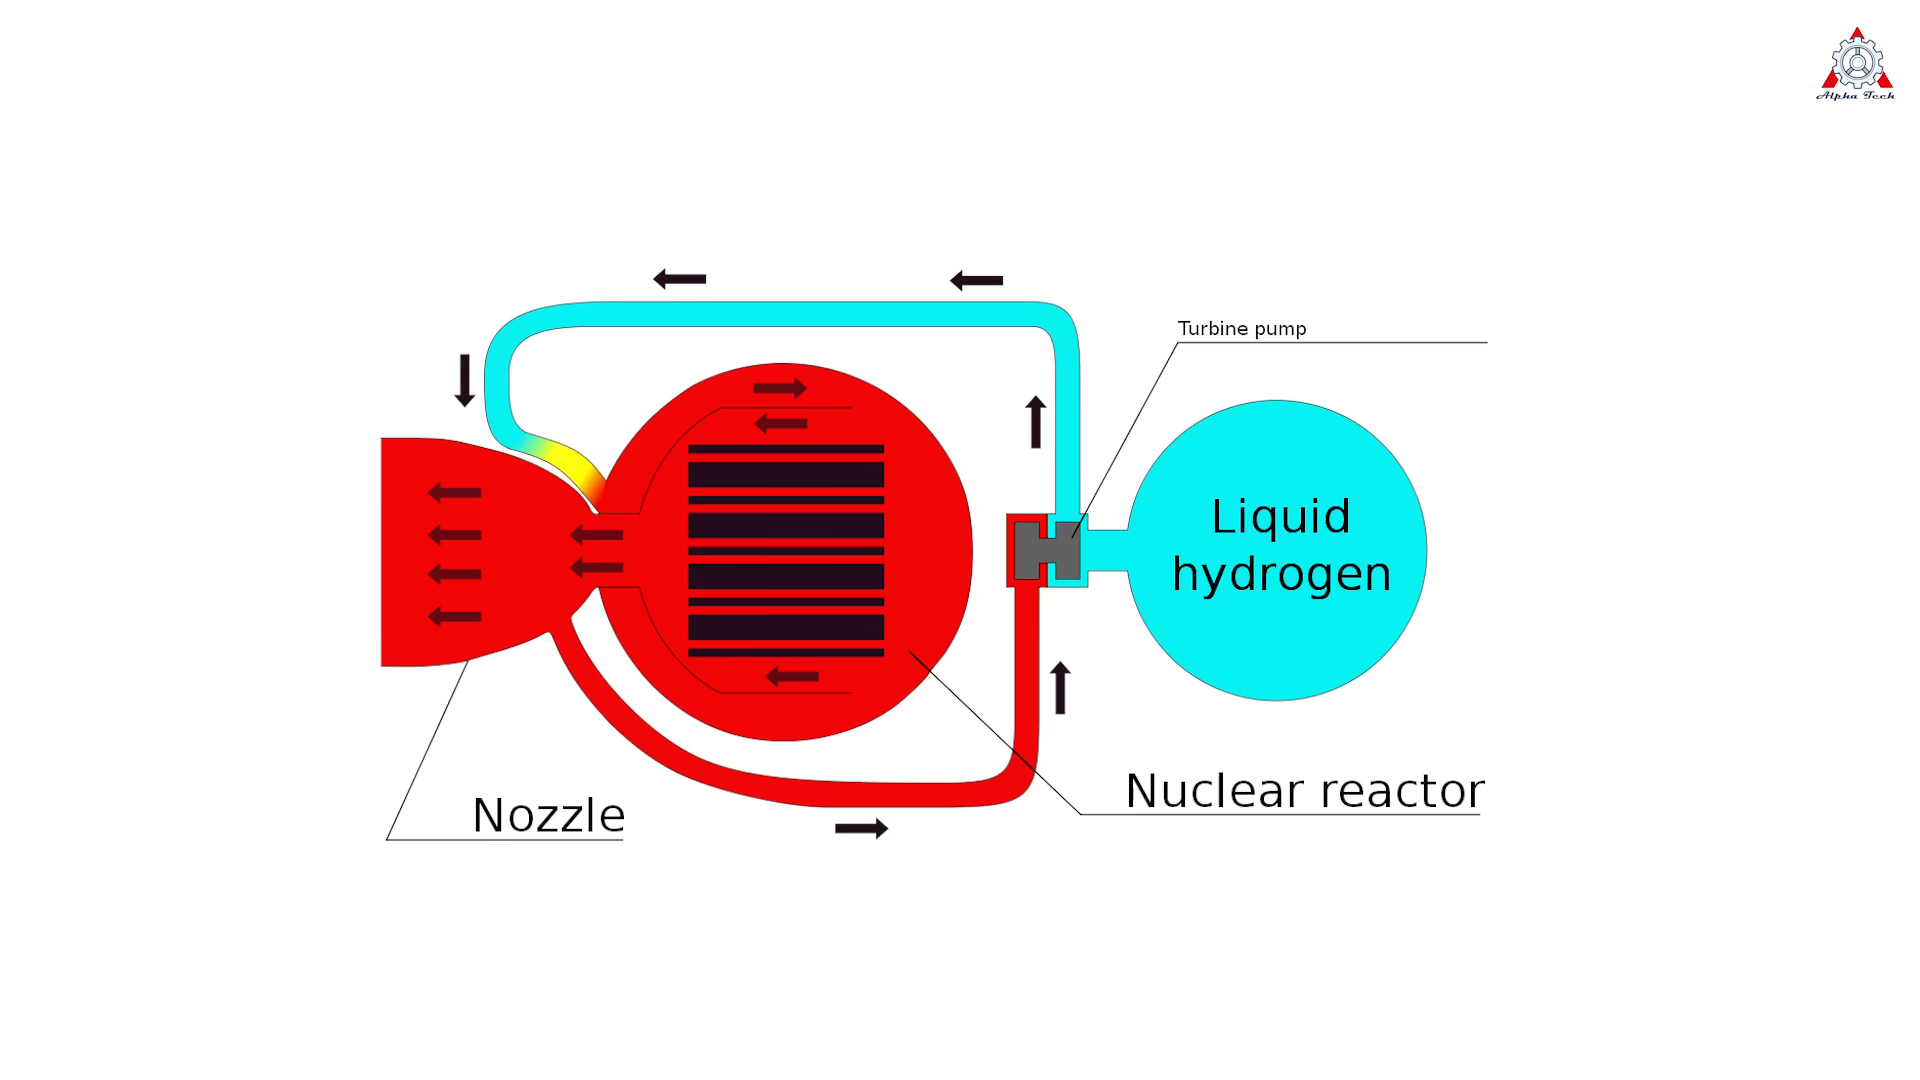 Alpha Tech
Turbine pump
Liquid
hydrogen
Nuclear reactor
Nozzle